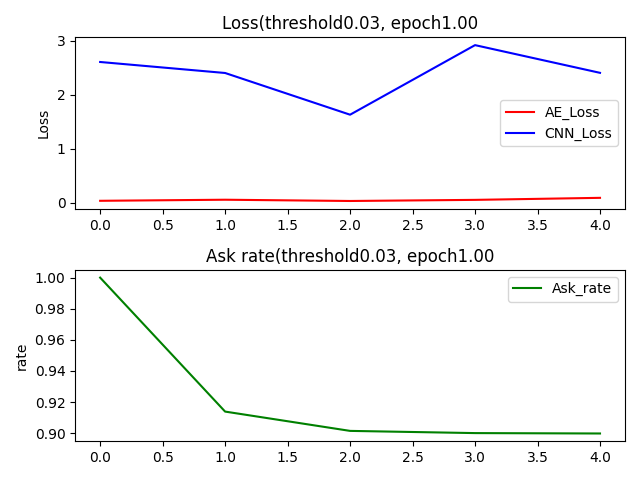 Loss(threshold0.03, epoch1.00
3
2
1
0
Loss
AE_Loss
CNN_Loss
0.0 0.5 1.0 1.5 2.0 2.5 3.0 3.5 4.0
Ask rate(threshold0.03, epoch1.00
1.00
0.98
0.96
0.94
0.92
0.90
rate
Ask_rate
0.0 0.5 1.0 1.5 2.0 2.5 3.0 3.5 4.0